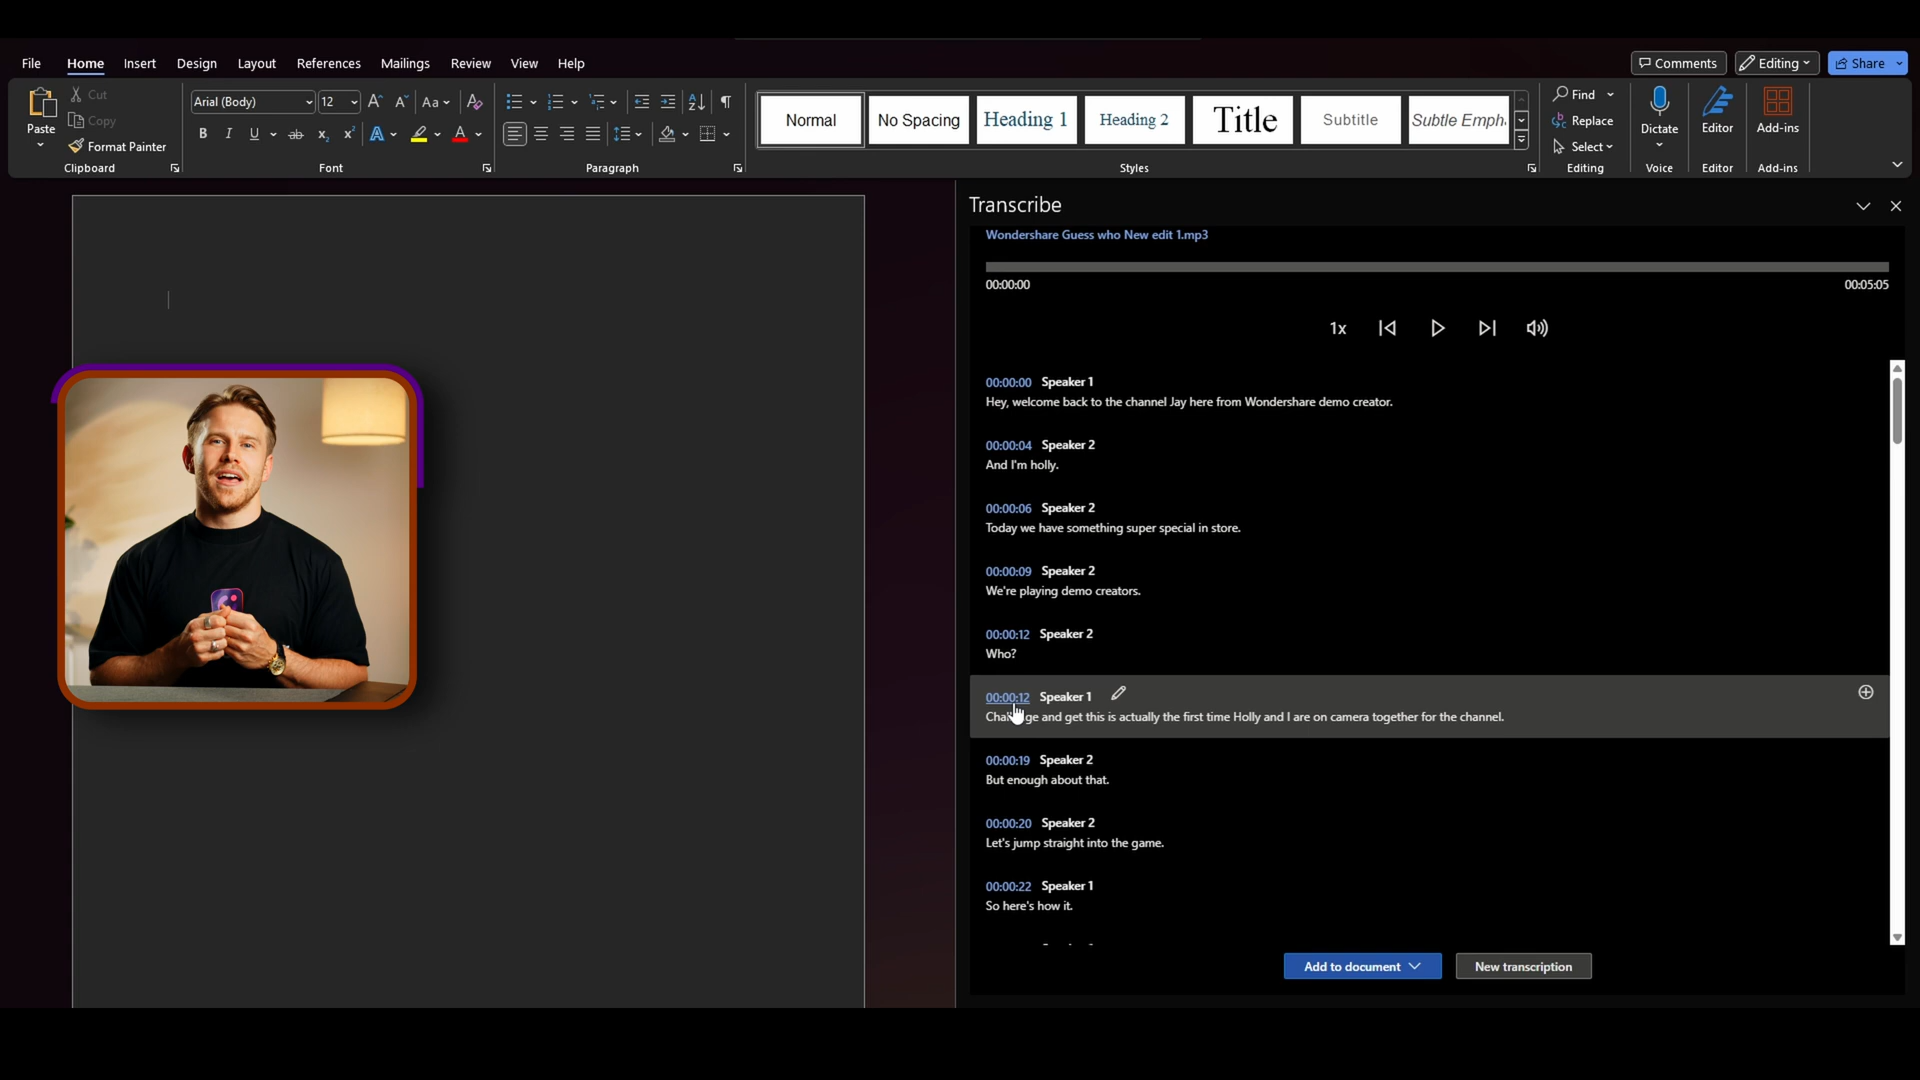 File Home Insert Design Layout References Mailings Review View Help
Comments Editing Share
Paste
Cut
Copy
Format Painter
Clipboard
Arial (Body) 12
Font
Paragraph
Normal No Spacing Heading 1 Heading 2 Title Subtitle Subtle Emph.
Styles
Find
Replace
Select
Editing
Dictate
Voice
Editor
Editor
Add-ins
Add-ins
Transcribe
Wondershare Guess who New edit 1.mp3
00:00:00 00:05:05
1x
00:00:00 Speaker 1
Hey, welcome back to the channel Jay here from Wondershare demo creator.
00:00:04 Speaker 2
And I'm holly.
00:00:06 Speaker 2
Today we have something super special in store.
00:00:09 Speaker 2
We're playing demo creators.
00:00:12 Speaker 2
Who?
00:00:12 Speaker 1
and get this is actually the first time Holly and I are on camera together for the channel.
00:00:19 Speaker 2
But enough about that.
00:00:20 Speaker 2
Let's jump straight into the game.
00:00:22 Speaker 1
So here's how it.
Add to document New transcription